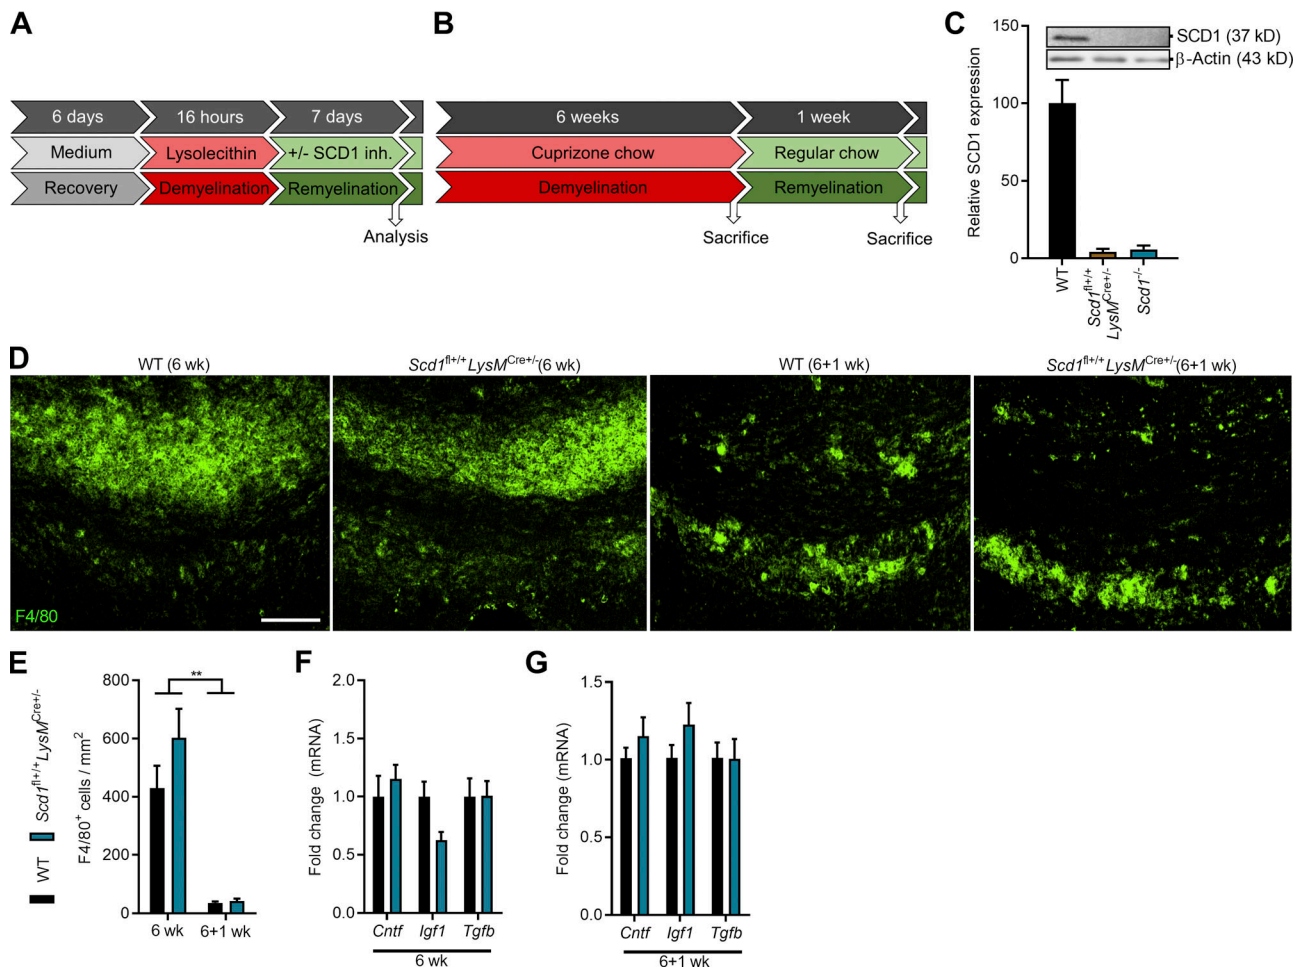 A
6 days
16 hours
7 days
Medium
Lysolecithin
+/- SCD1 inh.
Recovery
Demyelination
Remyelination
Analysis
B
6 weeks
1 week
Cuprizone chow
Regular chow
Demyelination
Remyelination
Sacrifice
Sacrifice
C
Relative SCD1 expression
150
100
50
0
SCD1 (37 kD)
β-Actin (43 kD)
WT
Scd1fl+/+
LysMCre+/-
Scd1-/-
D
WT (6 wk)
Scd1fl+/+LysMCre+/-(6 wk)
WT (6+1 wk)
Scd1fl+/+LysMCre+/-(6+1 wk)
F4/80
E
WT
Scd1fl+/+LysMCre+/-
F4/80+ cells / mm2
800
600
400
200
0
**
6 wk
6+1 wk
F
Fold change (mRNA)
2.0
1.5
1.0
0.5
0.0
Cntf
Igf1
Tgfb
6 wk
G
Fold change (mRNA)
1.5
1.0
0.5
0.0
Cntf
Igf1
Tgfb
6+1 wk